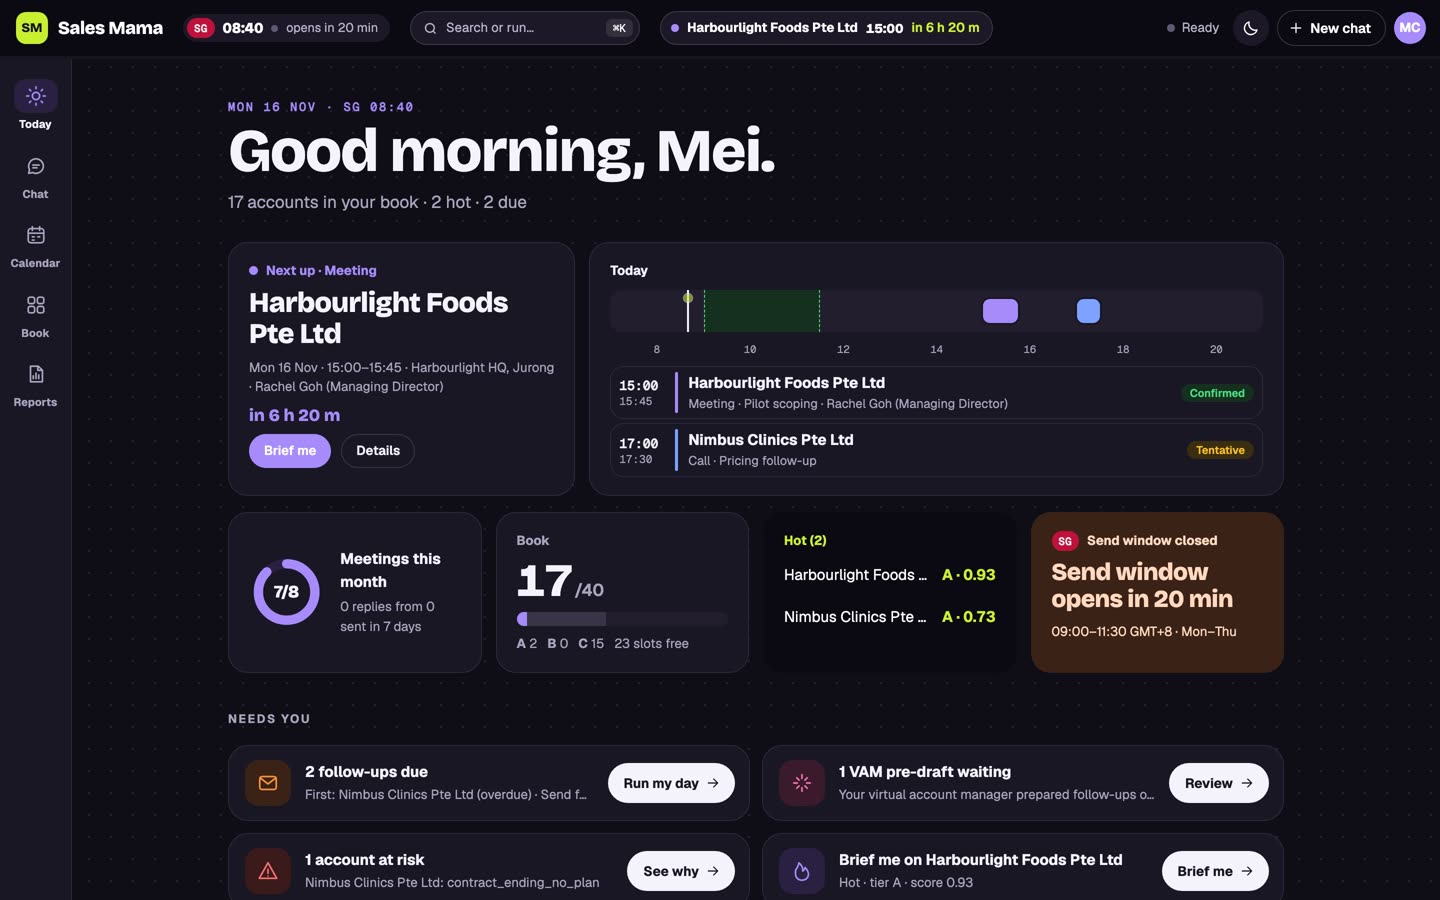 SM Sales Mama SG 08:40 opens in 20 min Search or run... ⌘K Harbourlight Foods Pte Ltd 15:00 in 6 h 20 m Ready + New chat MC
Today
Chat
Calendar
Book
Reports
MON 16 NOV · SG 08:40
Good morning, Mei.
17 accounts in your book · 2 hot · 2 due
Next up · Meeting
Harbourlight Foods
Pte Ltd
Mon 16 Nov · 15:00–15:45 · Harbourlight HQ, Jurong
· Rachel Goh (Managing Director)
in 6 h 20 m
Brief me Details
Today
8 10 12 14 16 18 20
15:00 Harbourlight Foods Pte Ltd Confirmed
15:45 Meeting · Pilot scoping · Rachel Goh (Managing Director)
17:00 Nimbus Clinics Pte Ltd Tentative
17:30 Call · Pricing follow-up
7/8
Meetings this
month
0 replies from 0
sent in 7 days
Book
17/40
A 2 B 0 C 15 23 slots free
Hot (2)
Harbourlight Foods ... A · 0.93
Nimbus Clinics Pte ... A · 0.73
SG Send window closed
Send window
opens in 20 min
09:00–11:30 GMT+8 · Mon–Thu
NEEDS YOU
2 follow-ups due
First: Nimbus Clinics Pte Ltd (overdue) · Send f...
Run my day →
1 VAM pre-draft waiting
Your virtual account manager prepared follow-ups o...
Review →
1 account at risk
Nimbus Clinics Pte Ltd: contract_ending_no_plan
See why →
Brief me on Harbourlight Foods Pte Ltd
Hot · tier A · score 0.93
Brief me →